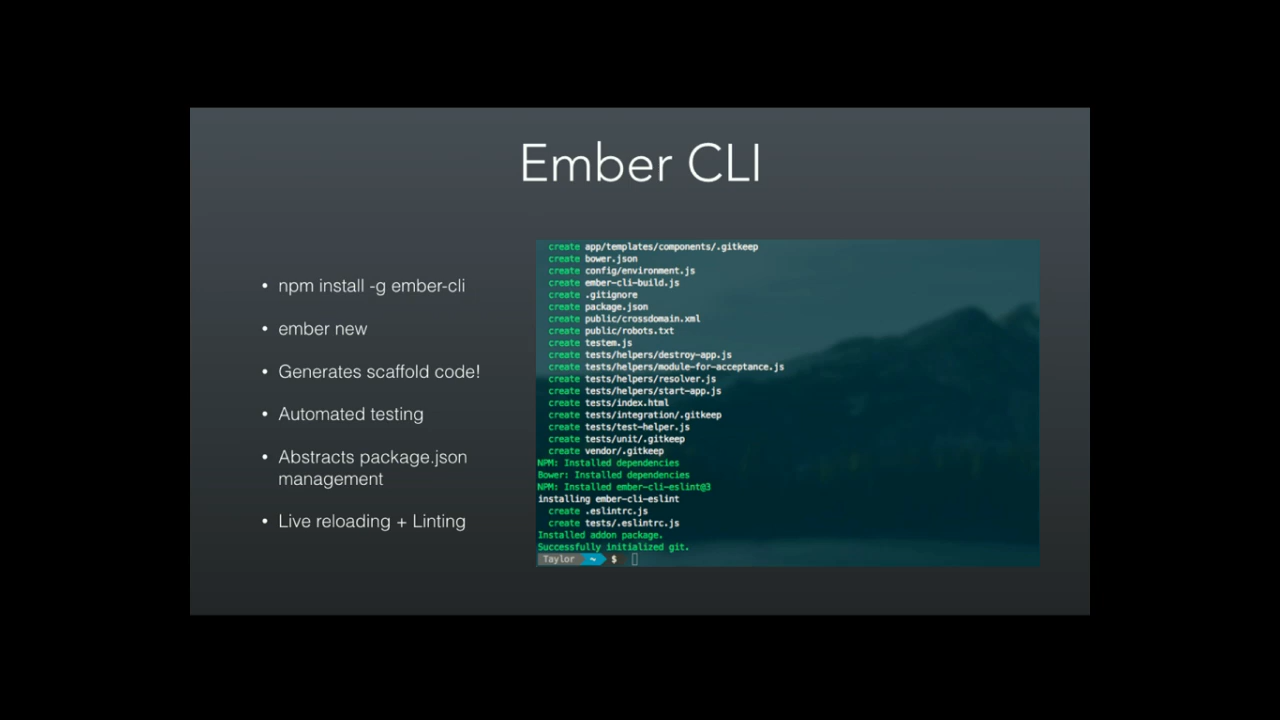 Ember CLI
• npm install -g ember-cli
• ember new
• Generates scaffold code!
• Automated testing
• Abstracts package.json
management
• Live reloading + Linting
create app/templates/components/.gitkeep
create bower.json
create config/environment.js
create ember-cli-build.js
create .gitignore
create package.json
create public/crossdomain.xml
create public/robots.txt
create testem.js
create tests/helpers/destroy-app.js
create tests/helpers/module-for-acceptance.js
create tests/helpers/resolver.js
create tests/helpers/start-app.js
create tests/index.html
create tests/integration/.gitkeep
create tests/test-helper.js
create tests/unit/.gitkeep
create vendor/.gitkeep
NPM: Installed dependencies
Bower: Installed dependencies
NPM: Installed ember-cli-eslint@3
installing ember-cli-eslint
create .eslintrc.js
create tests/.eslintrc.js
Installed addon package.
Successfully initialized git.
Taylor ~ $